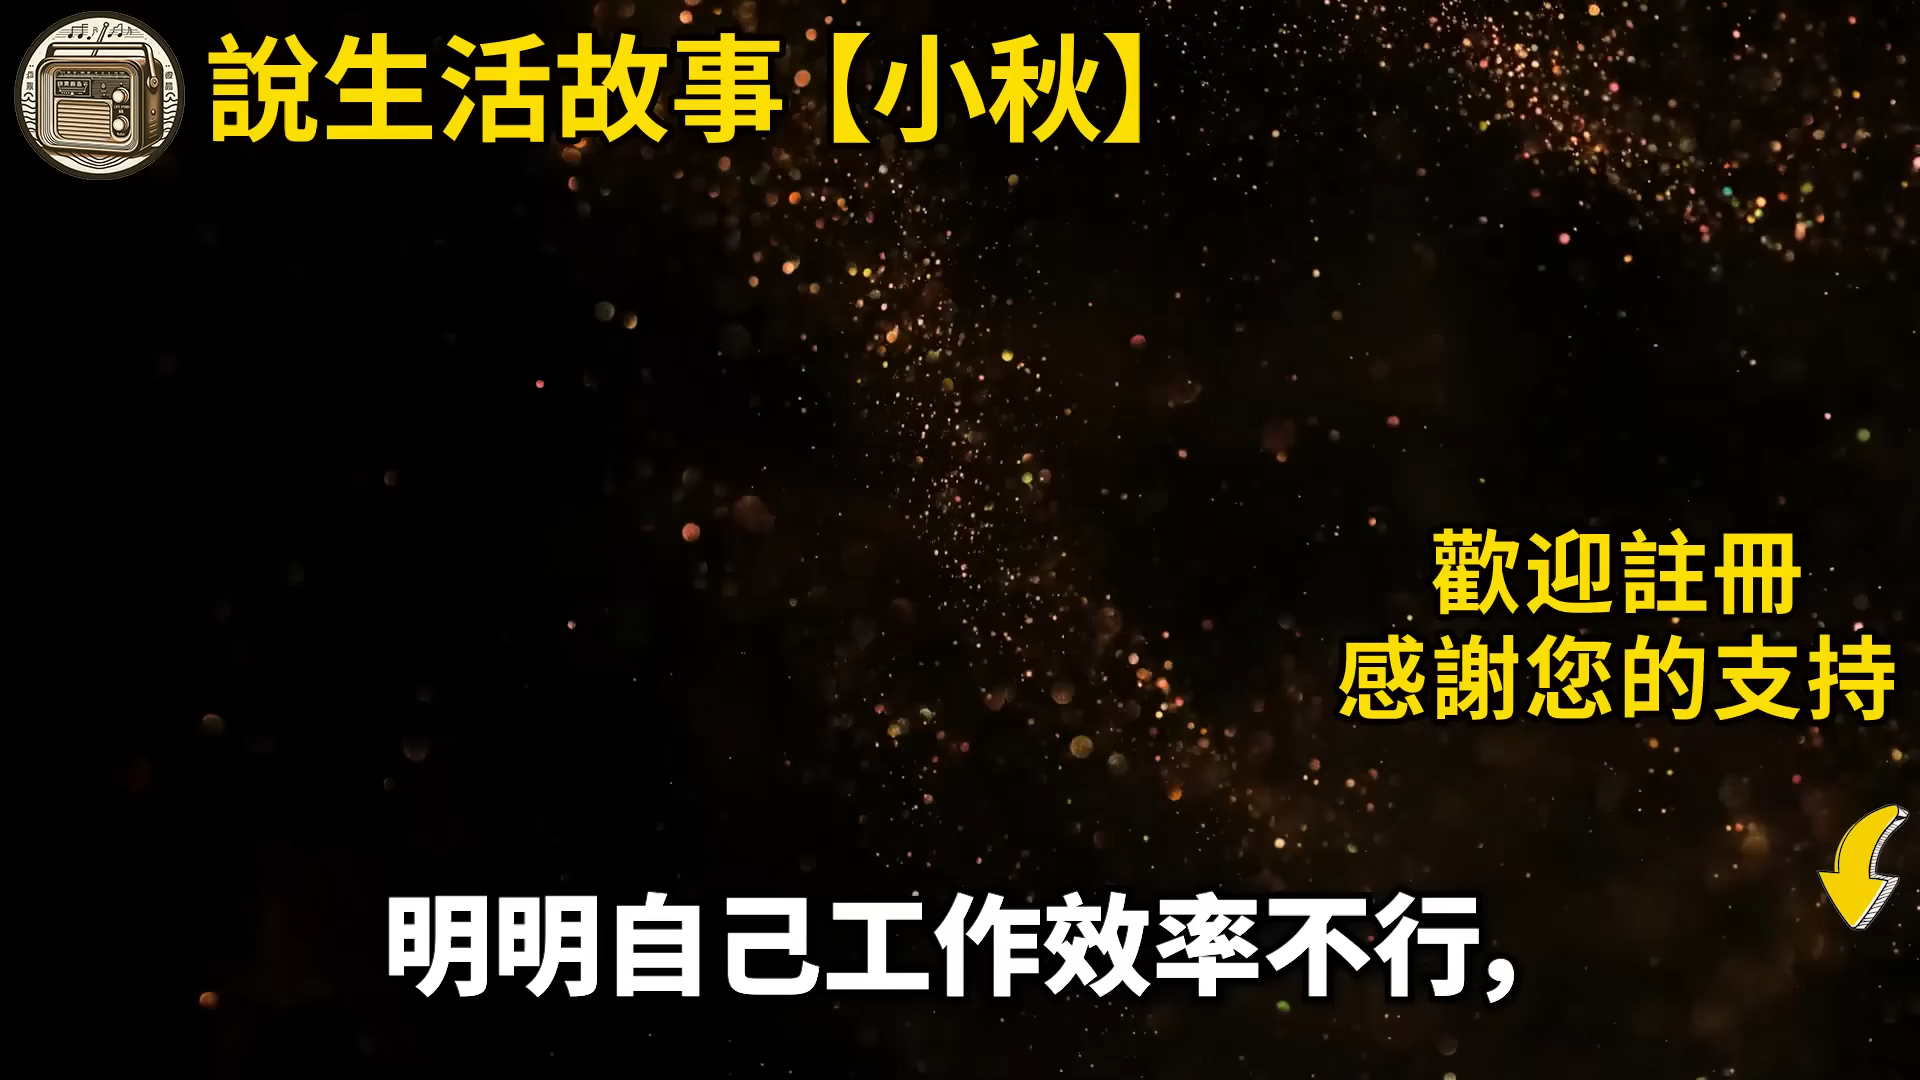 說生活故事【小秋】
歡迎註冊
感謝您的支持
明明自己工作效率不行,